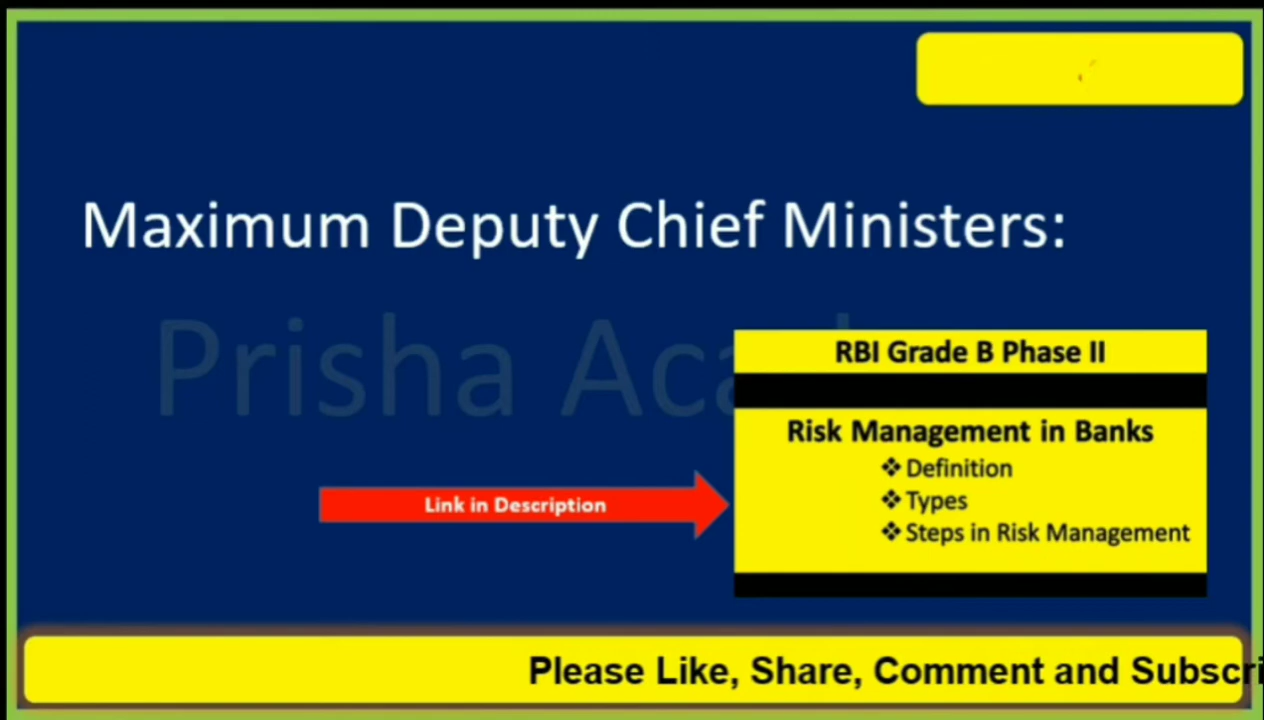 Maximum Deputy Chief Ministers:
Prisha Aca
RBI Grade B Phase II
Risk Management in Banks
❖ Definition
❖ Types
❖ Steps in Risk Management
Link in Description
Please Like, Share, Comment and Subscri